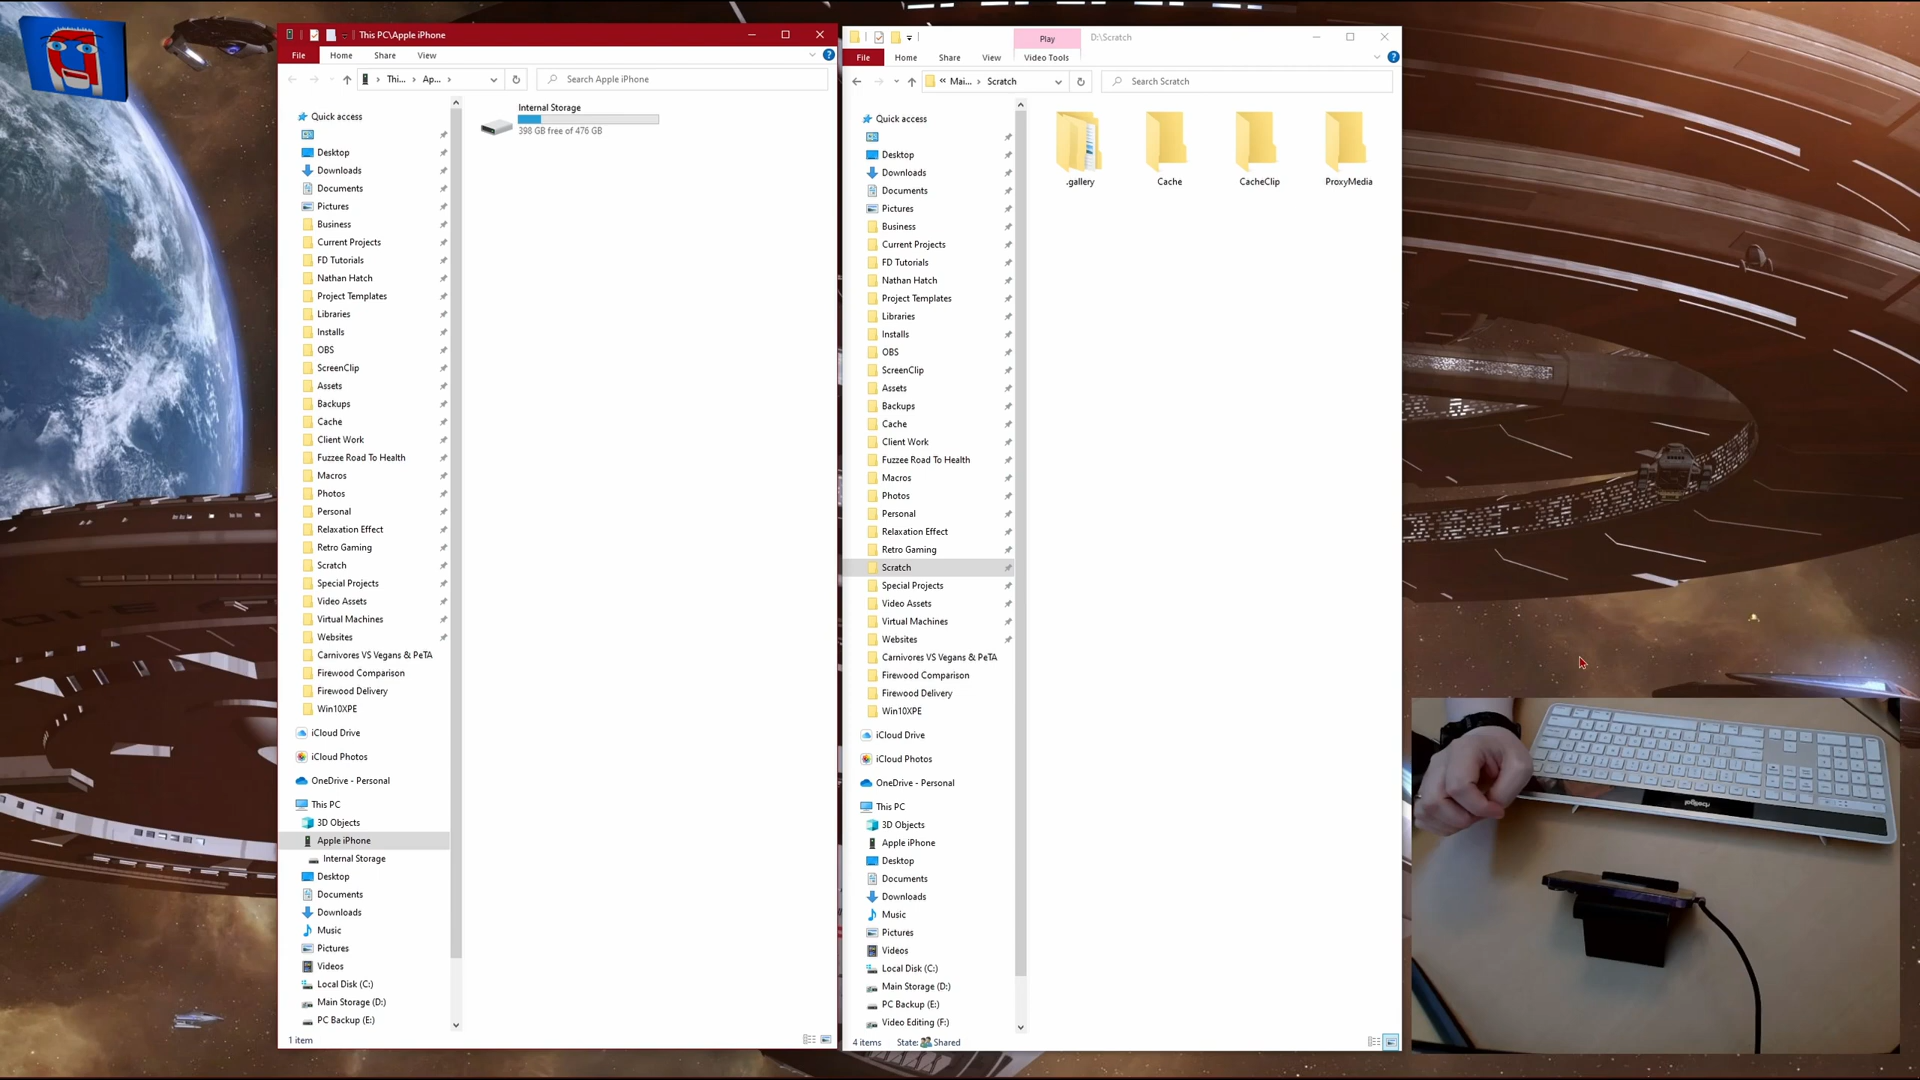 This PC\Apple iPhone
File
Home
Share
View
Thi...
Ap...
Search Apple iPhone
Quick access
Desktop
Downloads
Documents
Pictures
Business
Current Projects
FD Tutorials
Nathan Hatch
Project Templates
Libraries
Installs
OBS
ScreenClip
Assets
Backups
Cache
Client Work
Fuzzee Road To Health
Macros
Photos
Personal
Relaxation Effect
Retro Gaming
Scratch
Special Projects
Video Assets
Virtual Machines
Websites
Carnivores VS Vegans & PeTA
Firewood Comparison
Firewood Delivery
Win10XPE
iCloud Drive
iCloud Photos
OneDrive - Personal
This PC
3D Objects
Apple iPhone
Internal Storage
Desktop
Documents
Downloads
Music
Pictures
Videos
Local Disk (C:)
Main Storage (D:)
PC Backup (E:)
Internal Storage
398 GB free of 476 GB
1 item
Play
D:\Scratch
File
Home
Share
View
Video Tools
« Mai...
Scratch
Search Scratch
Quick access
Desktop
Downloads
Documents
Pictures
Business
Current Projects
FD Tutorials
Nathan Hatch
Project Templates
Libraries
Installs
OBS
ScreenClip
Assets
Backups
Cache
Client Work
Fuzzee Road To Health
Macros
Photos
Personal
Relaxation Effect
Retro Gaming
Scratch
Special Projects
Video Assets
Virtual Machines
Websites
Carnivores VS Vegans & PeTA
Firewood Comparison
Firewood Delivery
Win10XPE
iCloud Drive
iCloud Photos
OneDrive - Personal
This PC
3D Objects
Apple iPhone
Desktop
Documents
Downloads
Music
Pictures
Videos
Local Disk (C:)
Main Storage (D:)
PC Backup (E:)
Video Editing (F:)
.gallery
Cache
CacheClip
ProxyMedia
4 items
State:
Shared
logitech